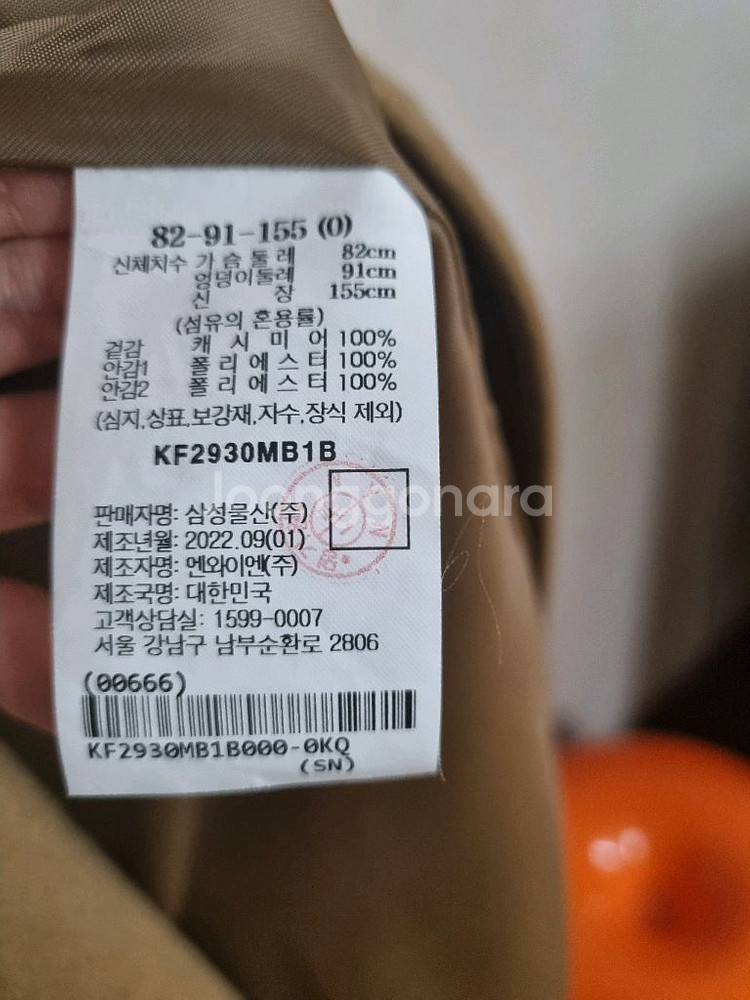 82-91-155 (0)
신체치수 가슴둘레 82cm
엉덩이둘레 91cm
신 장 155cm
(섬유의 혼용률)
겉감 캐 시 미 어 100%
안감1 폴 리 에 스 터 100%
안감2 폴 리 에 스 터 100%
(심지,상표,보강재,자수,장식 제외)
KF2930MB1B
joonggonara
판매자명: 삼성물산(주)
제조년월: 2022.09(01)
제조자명: 엔와이엔(주)
제조국명: 대한민국
고객상담실: 1599-0007
서울 강남구 남부순환로 2806
(00666)
KF2930MB1B000-0KQ
(SN)